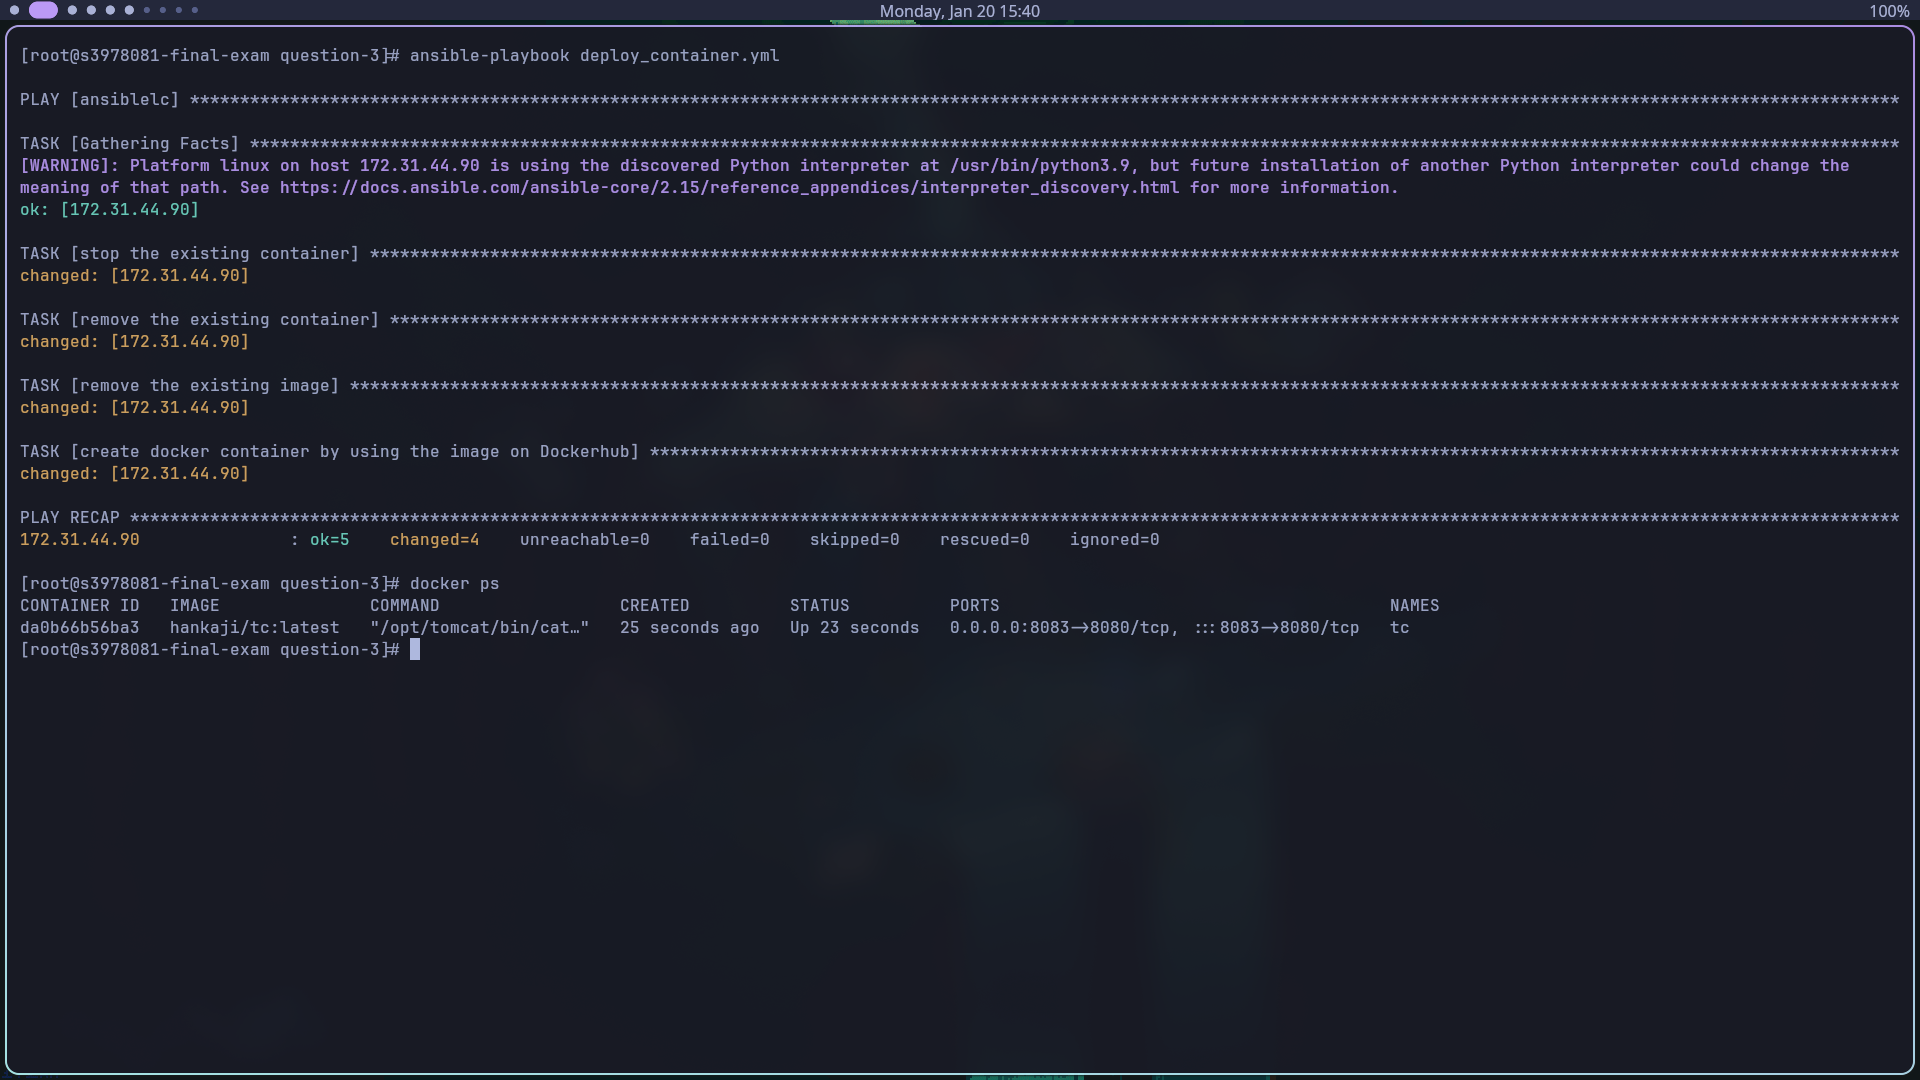 Monday, Jan 20 15:40
100%
[root@s3978081-final-exam question-3]# ansible-playbook deploy_container.yml
PLAY [ansiblelc] ***************************************************************************************************************************************************************************
TASK [Gathering Facts] *********************************************************************************************************************************************************************
[WARNING]: Platform linux on host 172.31.44.90 is using the discovered Python interpreter at /usr/bin/python3.9, but future installation of another Python interpreter could change the
meaning of that path. See https://docs.ansible.com/ansible-core/2.15/reference_appendices/interpreter_discovery.html for more information.
ok: [172.31.44.90]
TASK [stop the existing container] *********************************************************************************************************************************************************
changed: [172.31.44.90]
TASK [remove the existing container] *******************************************************************************************************************************************************
changed: [172.31.44.90]
TASK [remove the existing image] ***********************************************************************************************************************************************************
changed: [172.31.44.90]
TASK [create docker container by using the image on Dockerhub] *****************************************************************************************************************************
changed: [172.31.44.90]
PLAY RECAP *********************************************************************************************************************************************************************************
172.31.44.90               : ok=5    changed=4    unreachable=0    failed=0    skipped=0    rescued=0    ignored=0
[root@s3978081-final-exam question-3]# docker ps
CONTAINER ID   IMAGE               COMMAND                  CREATED          STATUS          PORTS                                       NAMES
da0b66b56ba3   hankaji/tc:latest   "/opt/tomcat/bin/cat…"   25 seconds ago   Up 23 seconds   0.0.0.0:8083->8080/tcp, :::8083->8080/tcp   tc
[root@s3978081-final-exam question-3]#